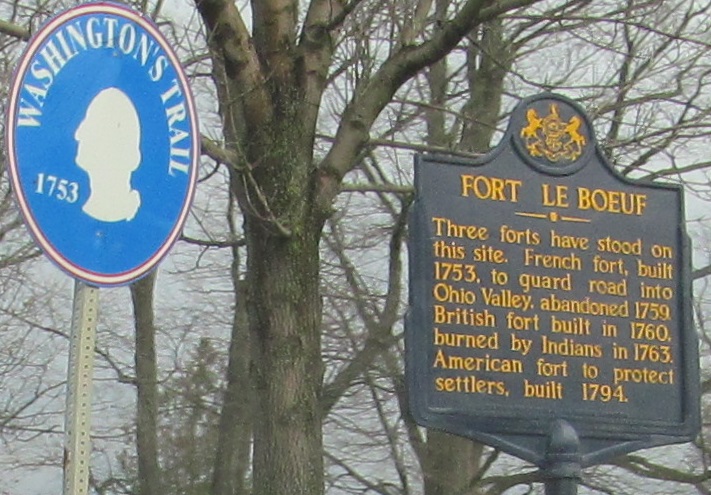 WASHINGTON'S TRAIL
1753
FORT LE BOEUF
Three forts have stood on
this site. French fort, built
1753, to guard road into
Ohio Valley, abandoned 1759.
British fort built in 1760,
burned by Indians in 1763.
American fort to protect
settlers, built 1794.